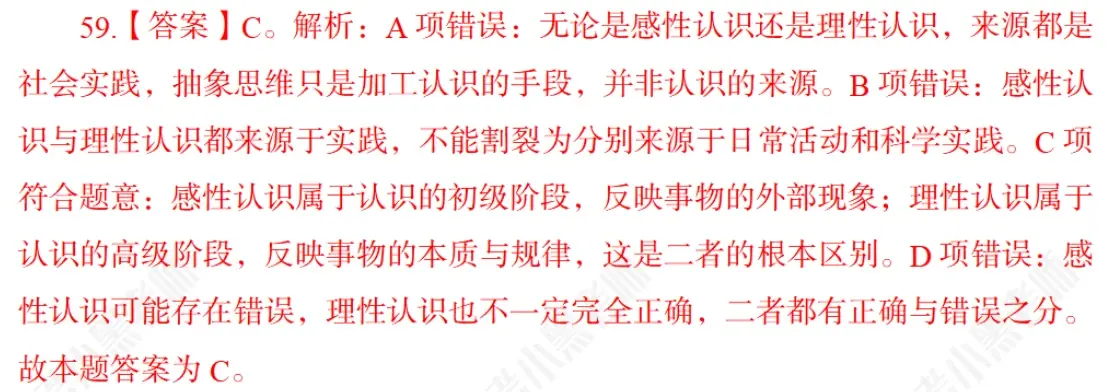 59.【答案】C。解析：A 项错误：无论是感性认识还是理性认识，来源都是
社会实践，抽象思维只是加工认识的手段，并非认识的来源。B 项错误：感性认
识与理性认识都来源于实践，不能割裂为分别来源于日常活动和科学实践。C 项
符合题意：感性认识属于认识的初级阶段，反映事物的外部现象；理性认识属于
认识的高级阶段，反映事物的本质与规律，这是二者的根本区别。D 项错误：感
性认识可能存在错误，理性认识也不一定完全正确，二者都有正确与错误之分。
故本题答案为 C。